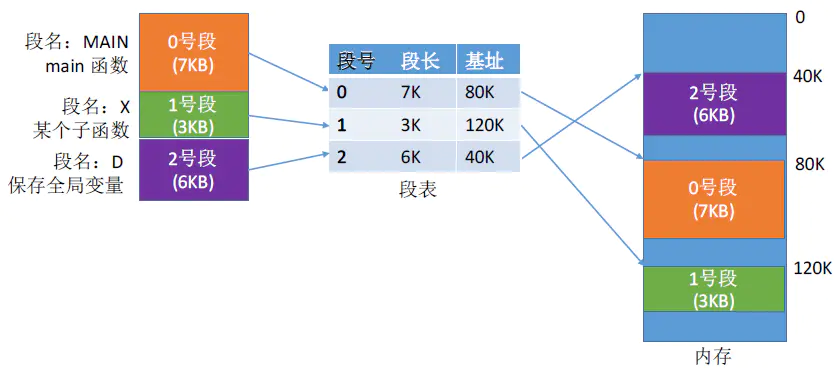 段名：MAIN
main 函数
段名：X
某个子函数
段名：D
保存全局变量
0号段
(7KB)
1号段
(3KB)
2号段
(6KB)
段号 段长 基址
0 7K 80K
1 3K 120K
2 6K 40K
段表
0
40K
2号段
(6KB)
80K
0号段
(7KB)
120K
1号段
(3KB)
内存